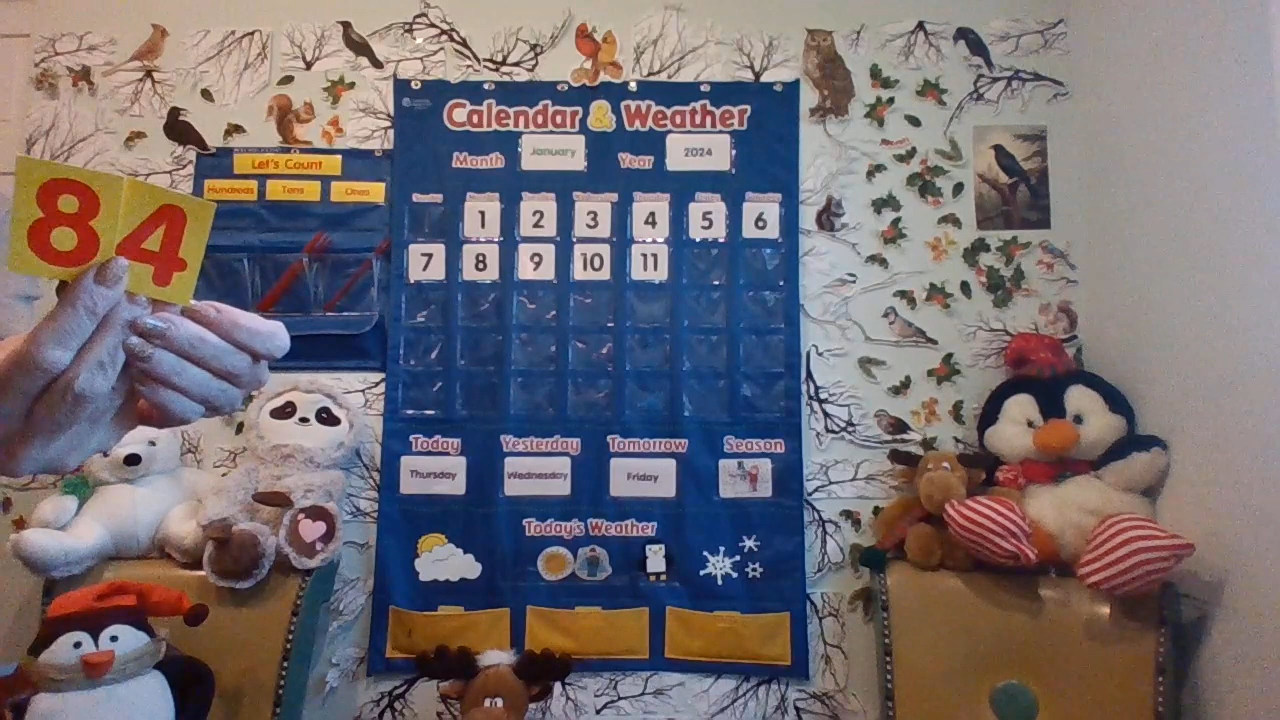 Calendar & Weather
Month January Year 2024
Let's Count
Hundreds Tens Ones
84
1 2 3 4 5 6
7 8 9 10 11
Today Yesterday Tomorrow Season
Thursday Wednesday Friday
Today's Weather